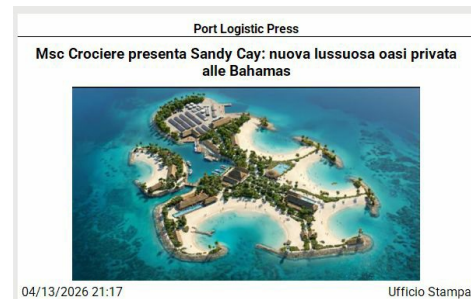 Port Logistic Press
Msc Crociere presenta Sandy Cay: nuova lussuosa oasi privata
alle Bahamas
04/13/2026 21:17
Ufficio Stampa